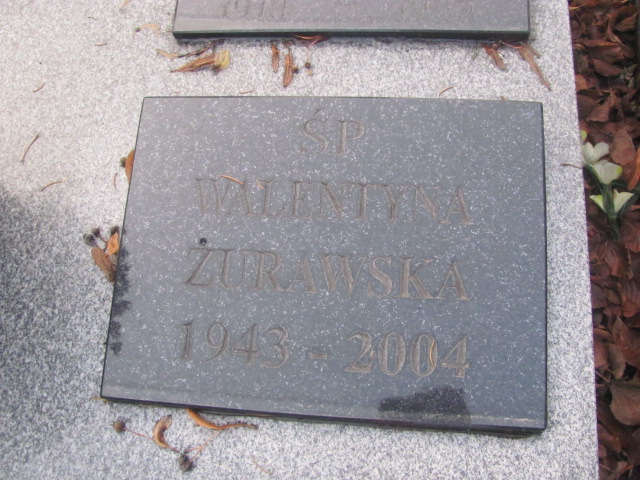 ŚP
WALENTYNA
ŻURAWSKA
1943 - 2004